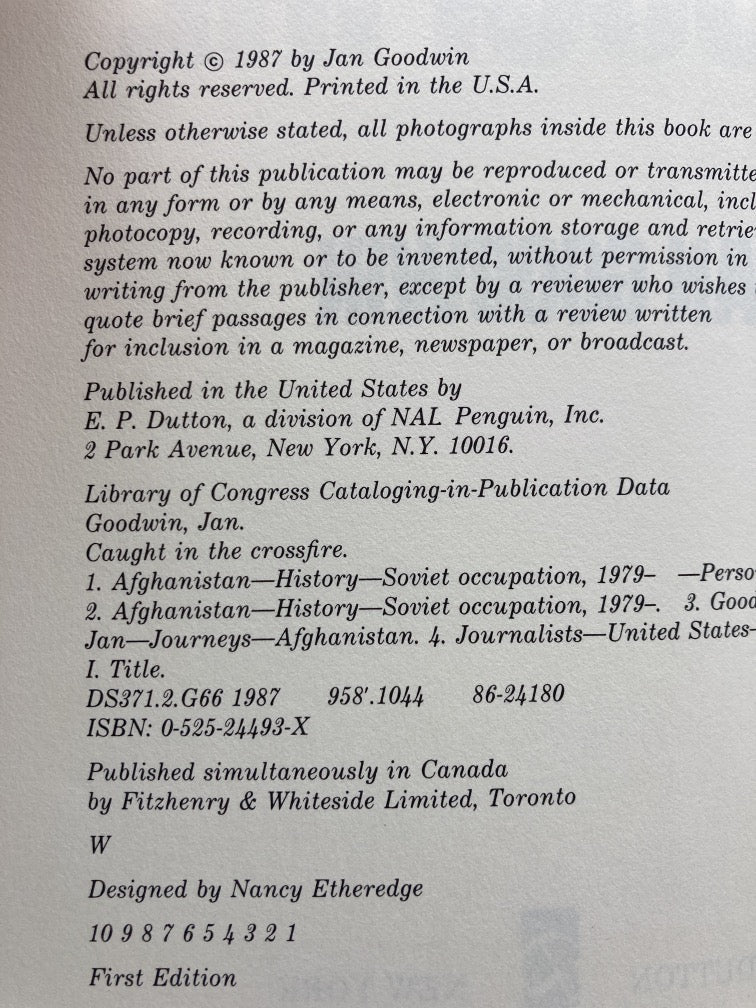 Copyright © 1987 by Jan Goodwin
All rights reserved. Printed in the U.S.A.
Unless otherwise stated, all photographs inside this book are
No part of this publication may be reproduced or transmitte
in any form or by any means, electronic or mechanical, incl
photocopy, recording, or any information storage and retrie
system now known or to be invented, without permission in
writing from the publisher, except by a reviewer who wishes
quote brief passages in connection with a review written
for inclusion in a magazine, newspaper, or broadcast.
Published in the United States by
E. P. Dutton, a division of NAL Penguin, Inc.
2 Park Avenue, New York, N.Y. 10016.
Library of Congress Cataloging-in-Publication Data
Goodwin, Jan.
Caught in the crossfire.
1. Afghanistan—History—Soviet occupation, 1979– —Perso
2. Afghanistan—History—Soviet occupation, 1979–. 3. Good
Jan—Journeys—Afghanistan. 4. Journalists—United States-
I. Title.
DS371.2.G66 1987 958'.1044 86-24180
ISBN: 0-525-24493-X
Published simultaneously in Canada
by Fitzhenry & Whiteside Limited, Toronto
W
Designed by Nancy Etheredge
10 9 8 7 6 5 4 3 2 1
First Edition